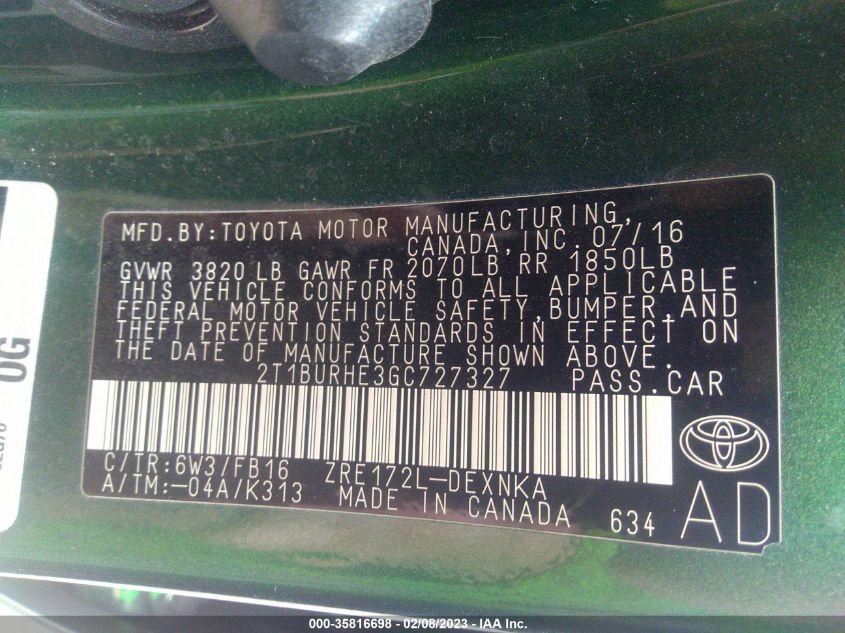 MFD.BY:TOYOTA MOTOR MANUFACTURING,
CANADA,INC. 07/16
GVWR 3820 LB GAWR FR 2070LB RR 1850LB
THIS VEHICLE CONFORMS TO ALL APPLICABLE
FEDERAL MOTOR VEHICLE SAFETY,BUMPER,AND
THEFT PREVENTION STANDARDS IN EFFECT ON
THE DATE OF MANUFACTURE SHOWN ABOVE.
2T1BURHE3GC727327 PASS.CAR
C/TR:6W3/FB16 ZRE172L-DEXNKA
A/TM:-04A/K313 MADE IN CANADA 634 AD
0G
000-35816698 - 02/08/2023 - IAA Inc.